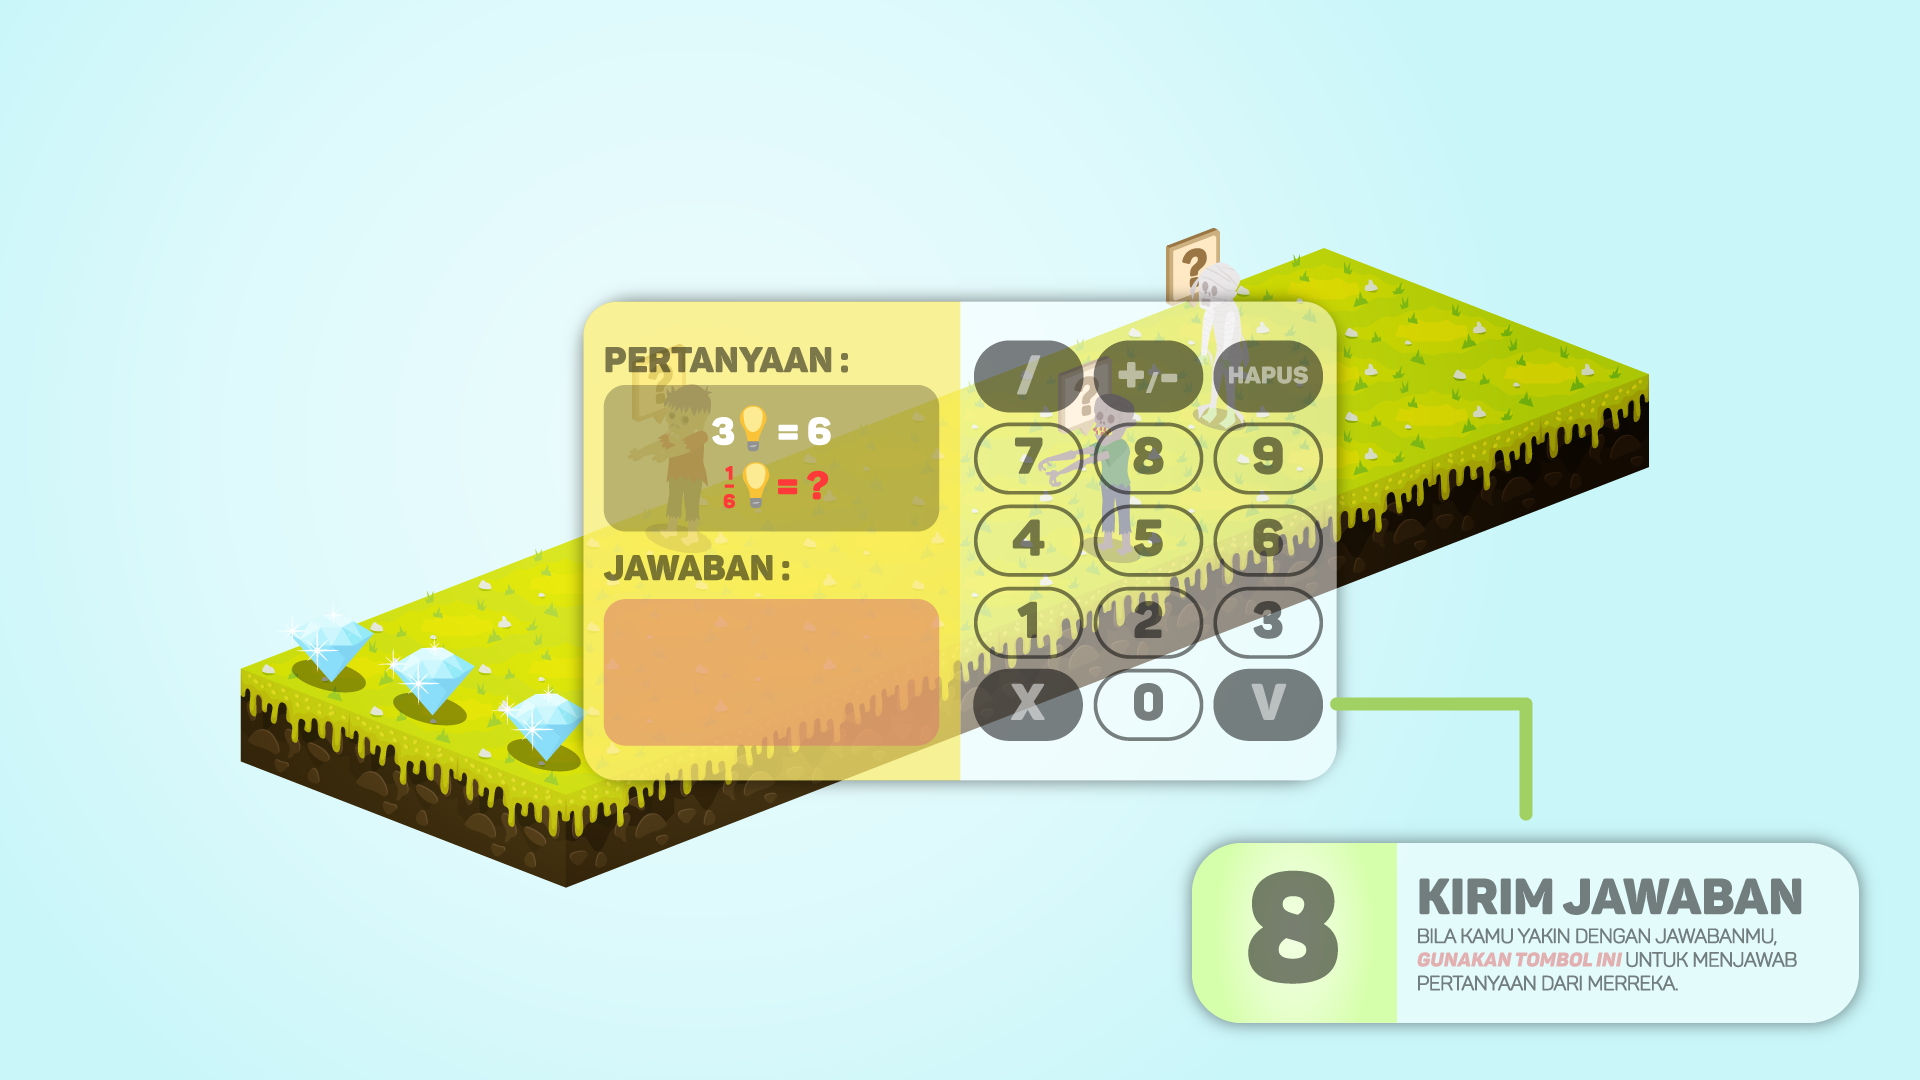 ?
PERTANYAAN :
?
3 = 6
1/6 = ?
JAWABAN :
?
/ +/- HAPUS
7 8 9
4 5 6
1 2 3
X 0 V
8
KIRIM JAWABAN
BILA KAMU YAKIN DENGAN JAWABANMU,
GUNAKAN TOMBOL INI UNTUK MENJAWAB
PERTANYAAN DARI MERREKA.